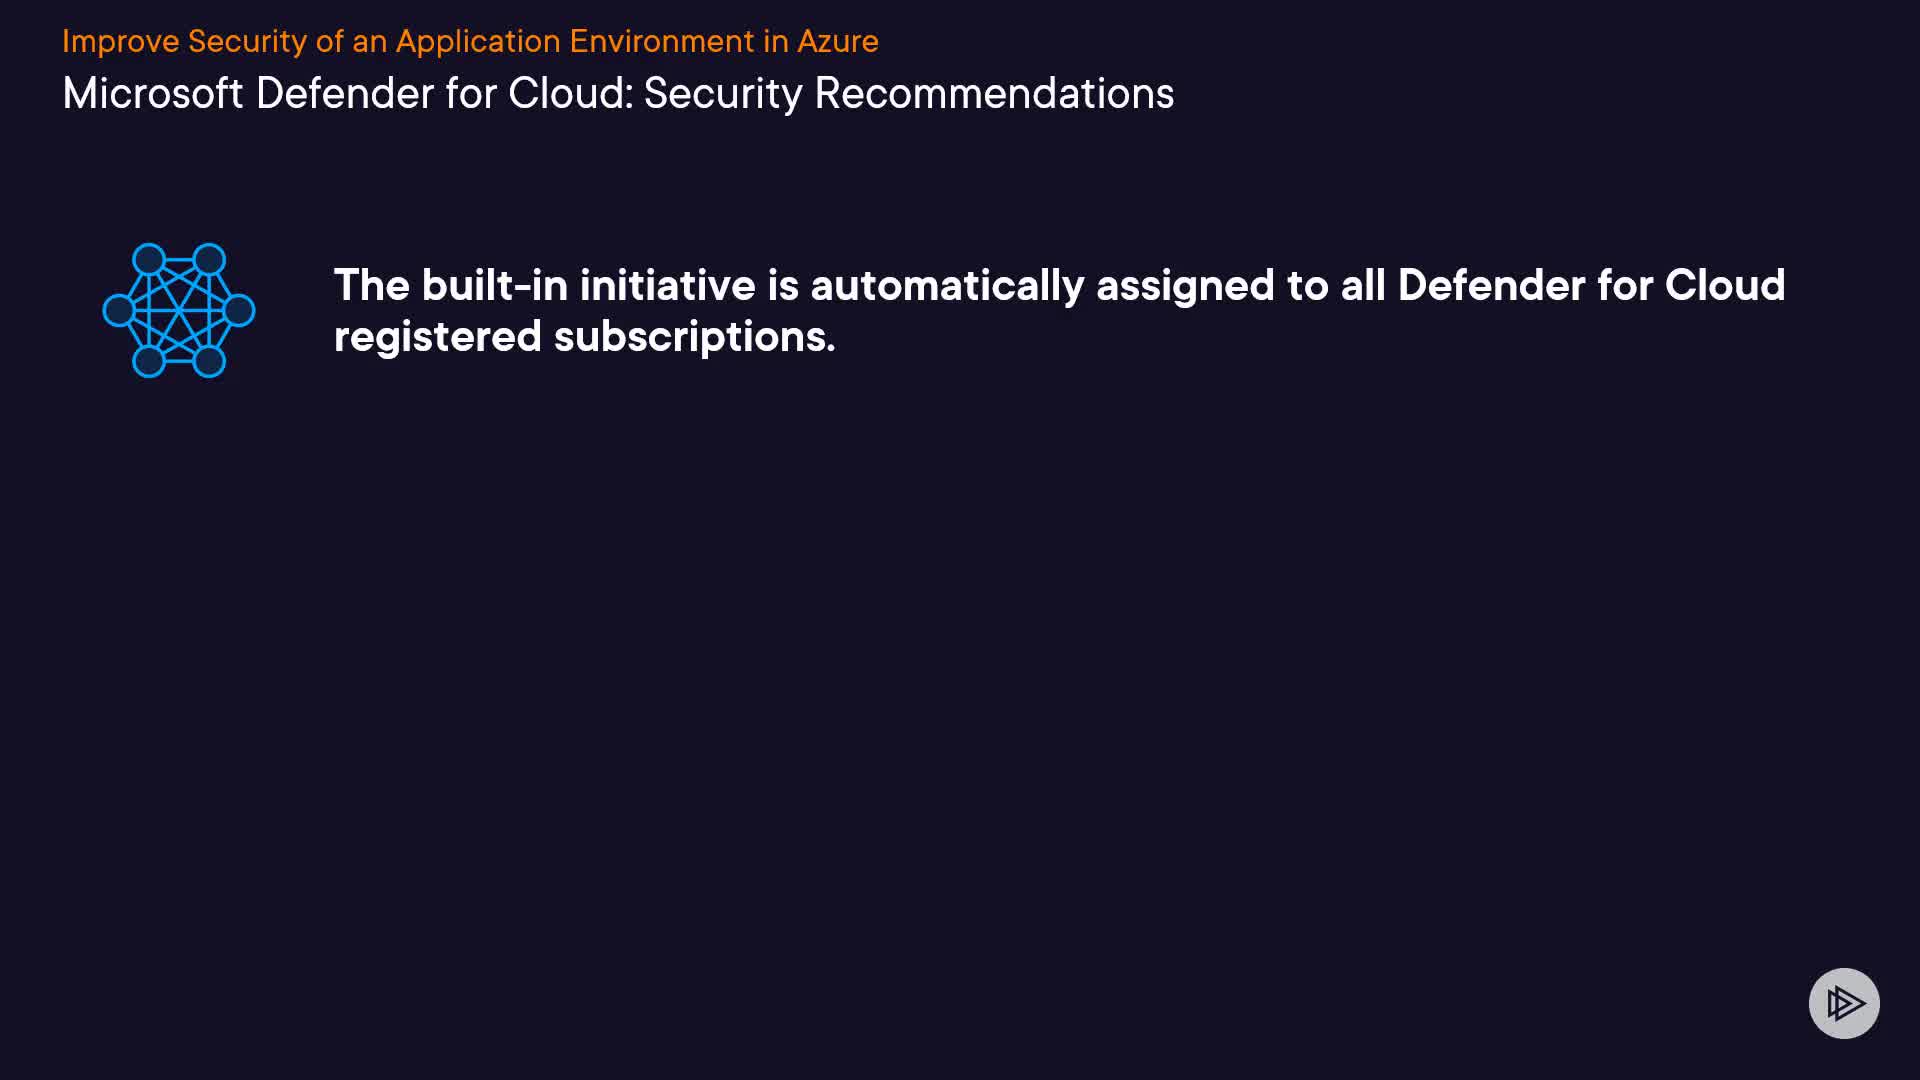 Improve Security of an Application Environment in Azure
Microsoft Defender for Cloud: Security Recommendations
The built-in initiative is automatically assigned to all Defender for Cloud
registered subscriptions.